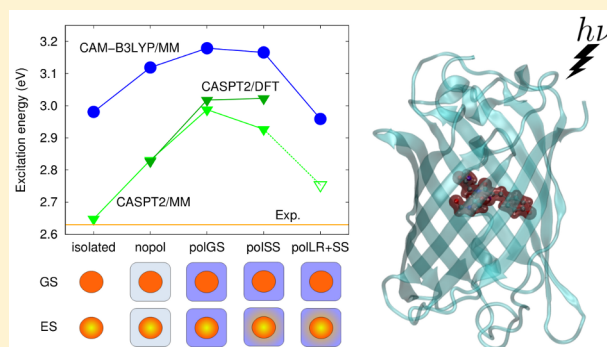 hν
3.2
3.1
3.0
2.9
2.8
2.7
2.6
Excitation energy (eV)
CAM−B3LYP/MM
CASPT2/DFT
CASPT2/MM
Exp.
isolated nopol polGS polSS polLR+SS
GS
ES